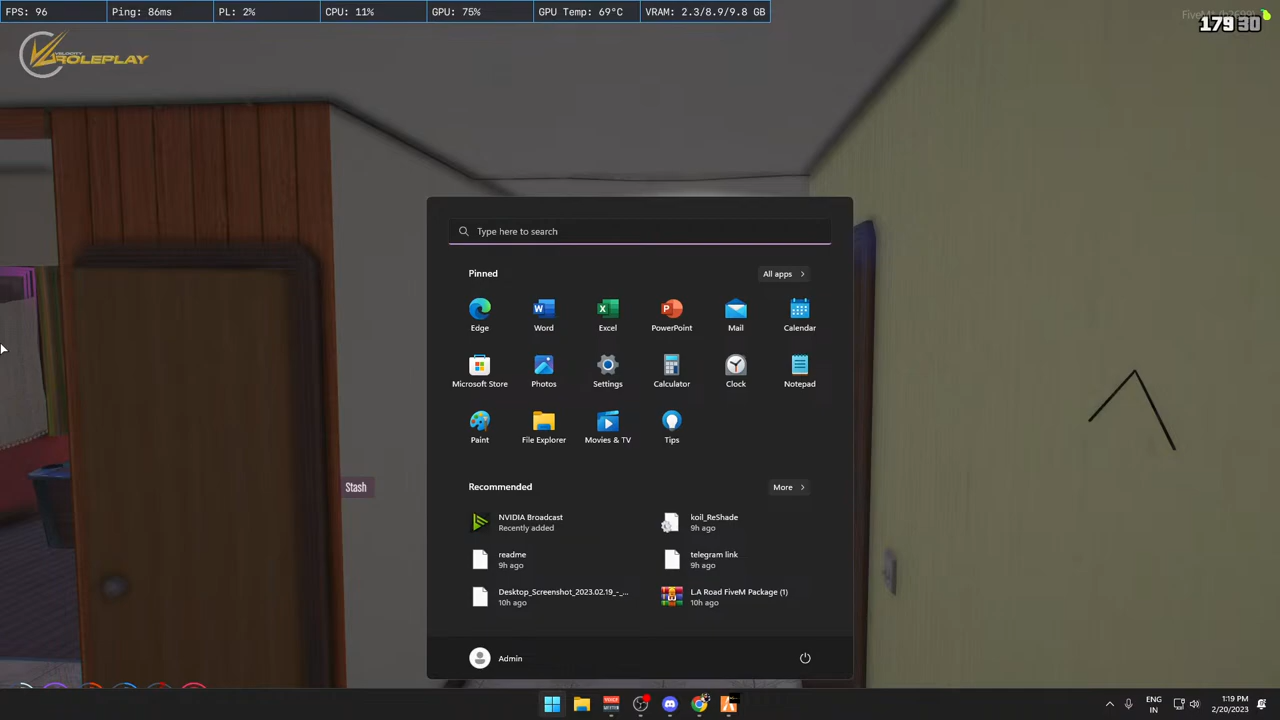 FPS: 96 Ping: 86ms PL: 2% CPU: 11% GPU: 75% GPU Temp: 69°C VRAM: 2.3/8.9/9.8 GB
179 30
VELOCITY
ROLEPLAY
Type here to search
Pinned
All apps
Edge Word Excel PowerPoint Mail Calendar
Microsoft Store Photos Settings Calculator Clock Notepad
Paint File Explorer Movies & TV Tips
Stash
Recommended
More
NVIDIA Broadcast
Recently added
koil_ReShade
9h ago
readme
9h ago
telegram link
9h ago
Desktop_Screenshot_2023.02.19_-_...
10h ago
L.A Road FiveM Package (1)
10h ago
Admin
ENG
IN
1:19 PM
2/20/2023